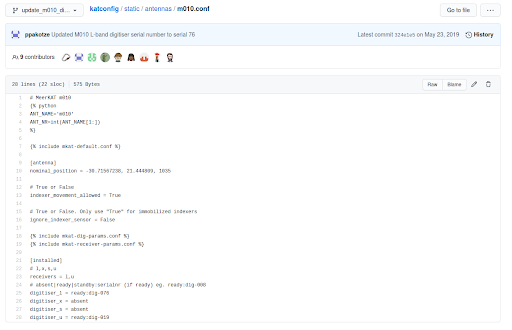 update_m010_di...
katconfig / static / antennas / m010.conf
Go to file
...
ppakotze Updated M010 L-band digitiser serial number to serial 76
Latest commit on May 23, 2019
History
9 contributors
28 lines (22 sloc) 575 Bytes
Raw
Blame
1 # MeerKAT m010
2 {% python
3 ANT_NAME='m010'
4 ANT_NR=int(ANT_NAME[1:])
5 %}
6
7 {% include mkat-default.conf %}
8
9 [antenna]
10 nominal_position = -30.71567238, 21.444889, 1035
11
12 # True or False
13 indexer_movement_allowed = True
14
15 # True or False. Only use "True" for immobilized indexers
16 ignore_indexer_sensor = False
17
18 {% include mkat-dig-params.conf %}
19 {% include mkat-receiver-params.conf %}
20
21 [installed]
22 # l,x,s,u
23 receivers = l,u
24 # absent|ready|standby:serialnr (if ready) eg. ready:dig-008
25 digitiser_l = ready:dig-076
26 digitiser_x = absent
27 digitiser_s = absent
28 digitiser_u = ready:dig-019